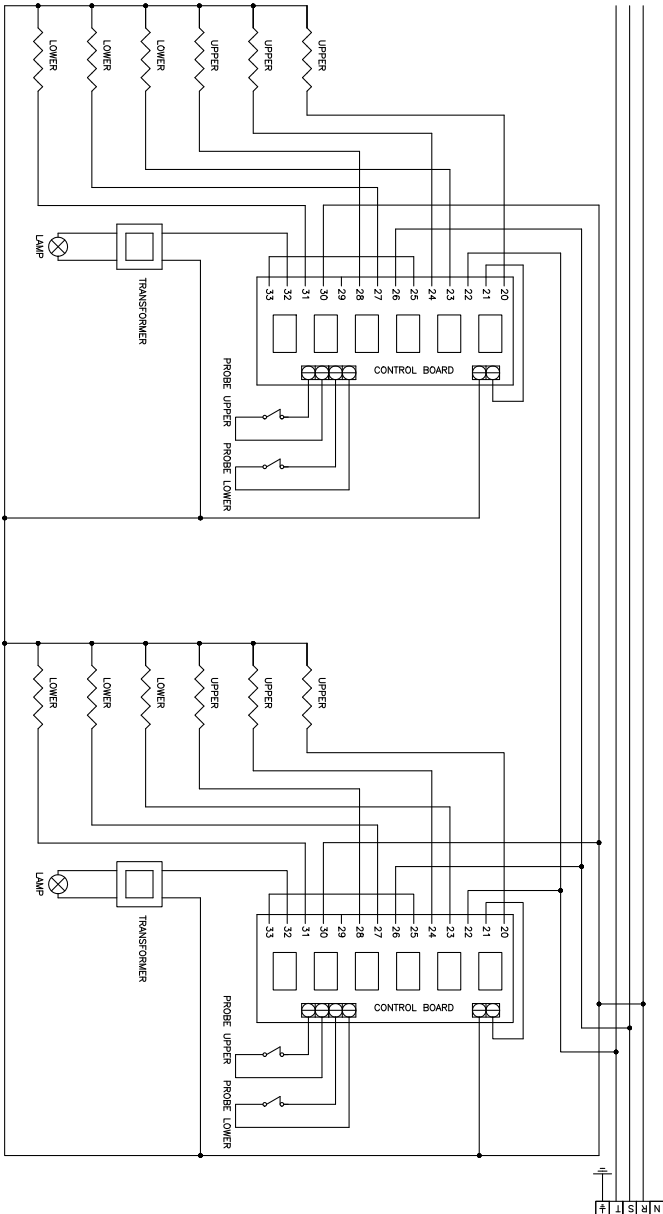 LOWER
LOWER
LOWER
UPPER
UPPER
UPPER
LAMP
TRANSFORMER
33
32
31
30
29
28
27
26
25
24
23
22
21
20
CONTROL BOARD
PROBE UPPER
PROBE LOWER
LOWER
LOWER
LOWER
UPPER
UPPER
UPPER
LAMP
TRANSFORMER
33
32
31
30
29
28
27
26
25
24
23
22
21
20
CONTROL BOARD
PROBE UPPER
PROBE LOWER
T
S
R
N